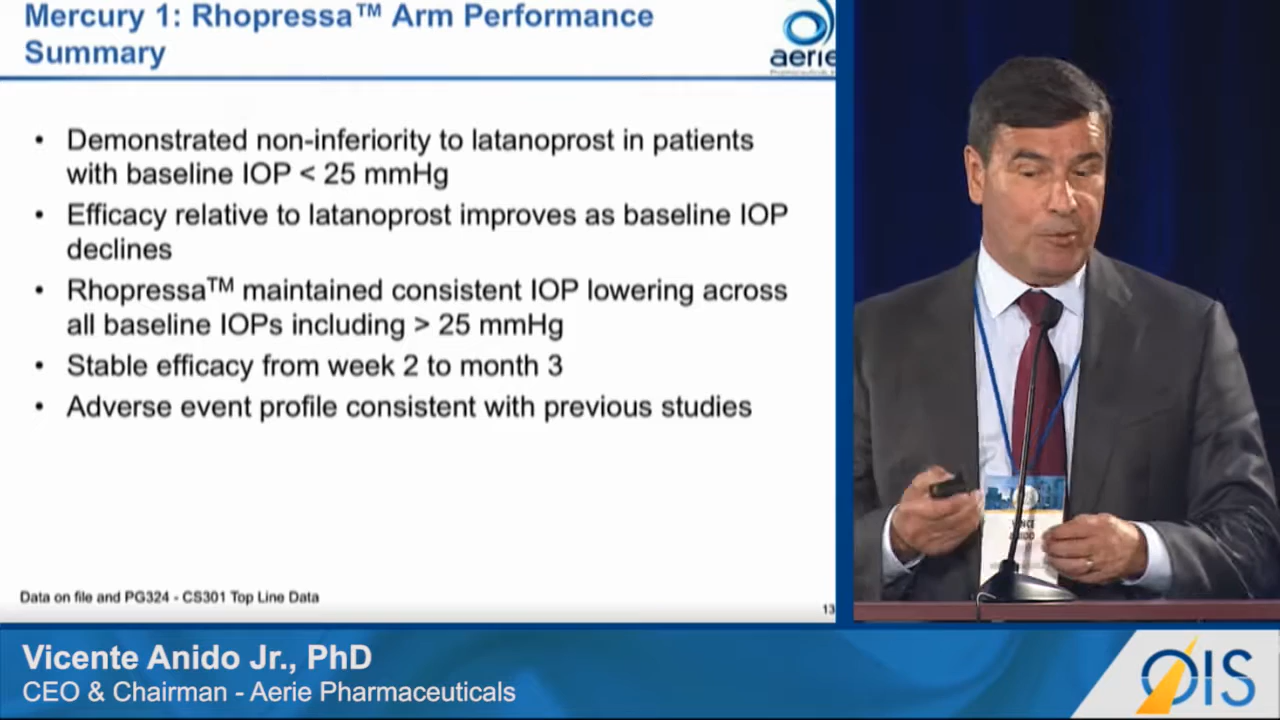 Mercury 1: Rhopressa™ Arm Performance
Summary
aerie
• Demonstrated non-inferiority to latanoprost in patients
with baseline IOP < 25 mmHg
• Efficacy relative to latanoprost improves as baseline IOP
declines
• Rhopressa™ maintained consistent IOP lowering across
all baseline IOPs including > 25 mmHg
• Stable efficacy from week 2 to month 3
• Adverse event profile consistent with previous studies
Data on file and PG324 - CS301 Top Line Data
13
Vicente Anido Jr., PhD
CEO & Chairman - Aerie Pharmaceuticals
OIS